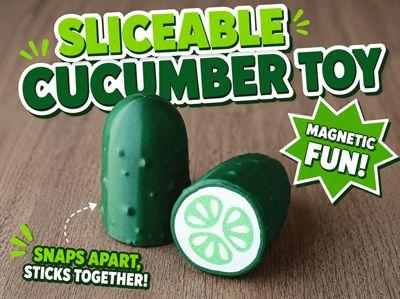 SLICEABLE
CUCUMBER TOY
MAGNETIC
FUN!
SNAPS APART,
STICKS TOGETHER!